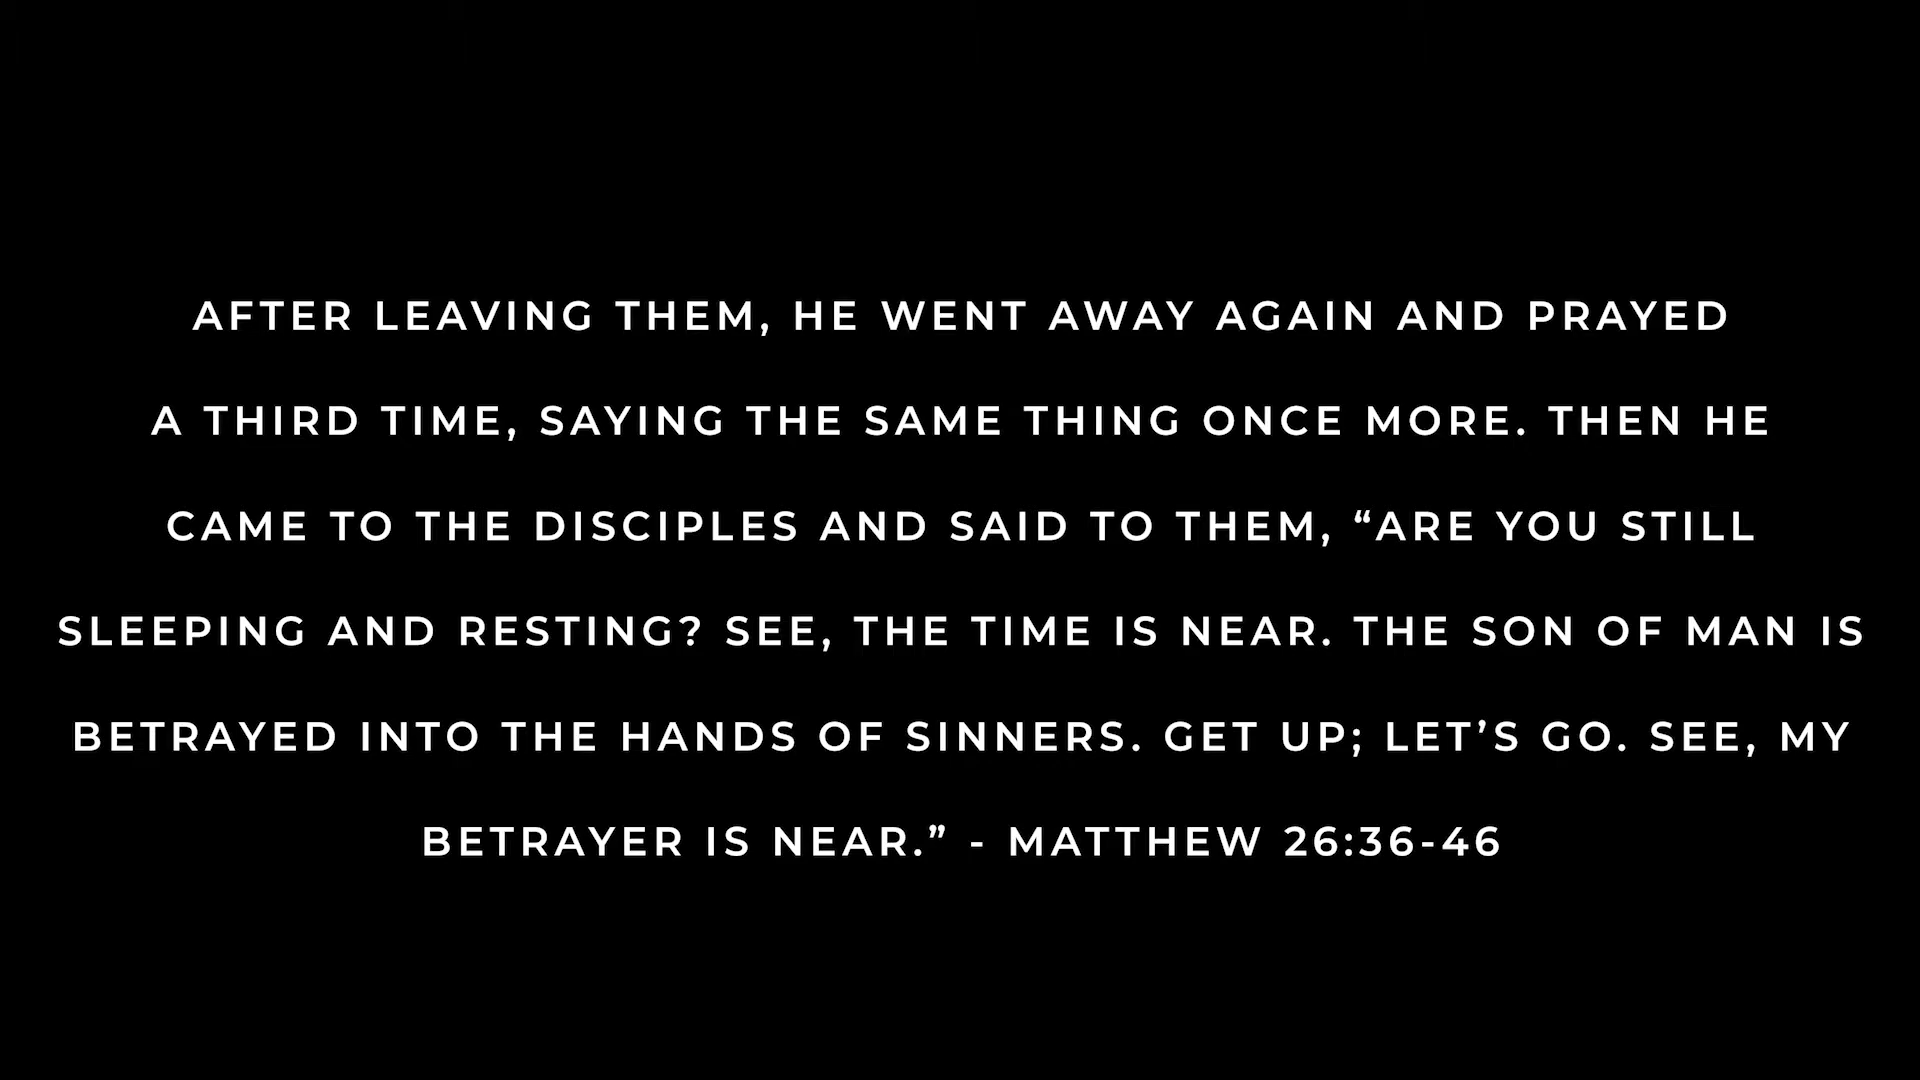 AFTER LEAVING THEM, HE WENT AWAY AGAIN AND PRAYED
A THIRD TIME, SAYING THE SAME THING ONCE MORE. THEN HE
CAME TO THE DISCIPLES AND SAID TO THEM, “ARE YOU STILL
SLEEPING AND RESTING? SEE, THE TIME IS NEAR. THE SON OF MAN IS
BETRAYED INTO THE HANDS OF SINNERS. GET UP; LET’S GO. SEE, MY
BETRAYER IS NEAR.” - MATTHEW 26:36-46